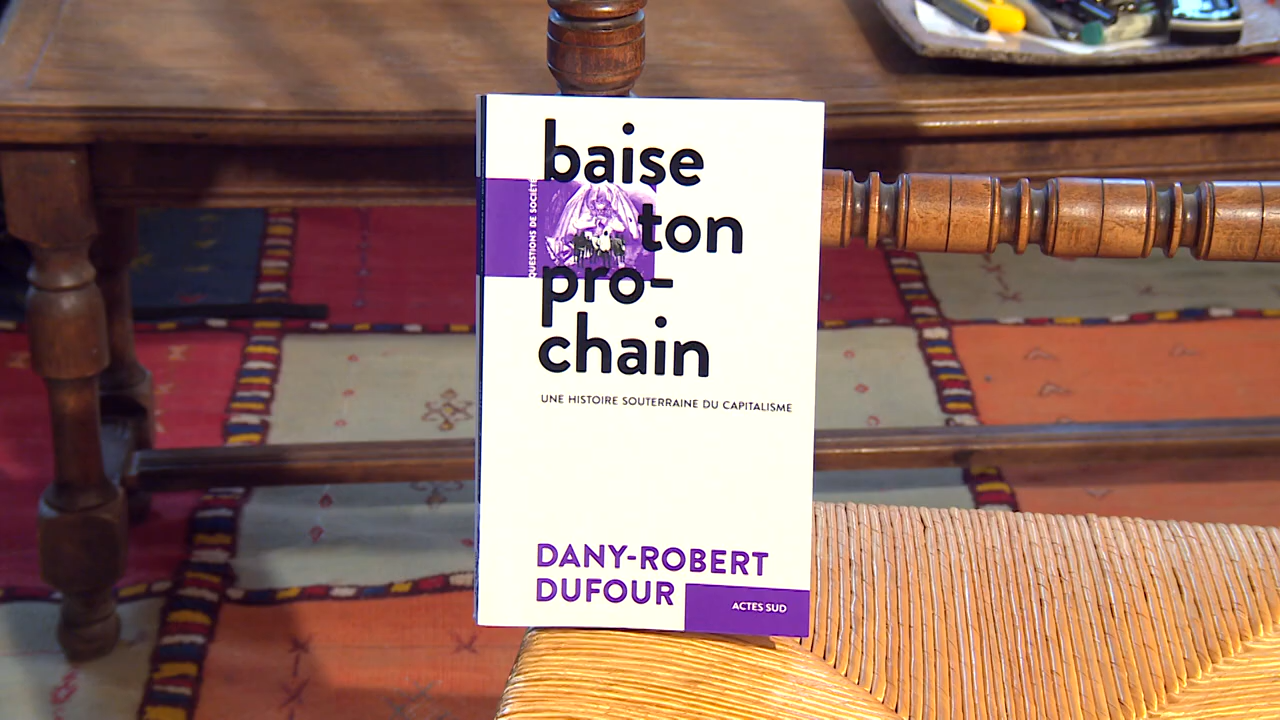 baise
ton
pro-
chain
QUESTIONS DE SOCIÉTÉ
UNE HISTOIRE SOUTERRAINE DU CAPITALISME
DANY-ROBERT
DUFOUR
ACTES SUD